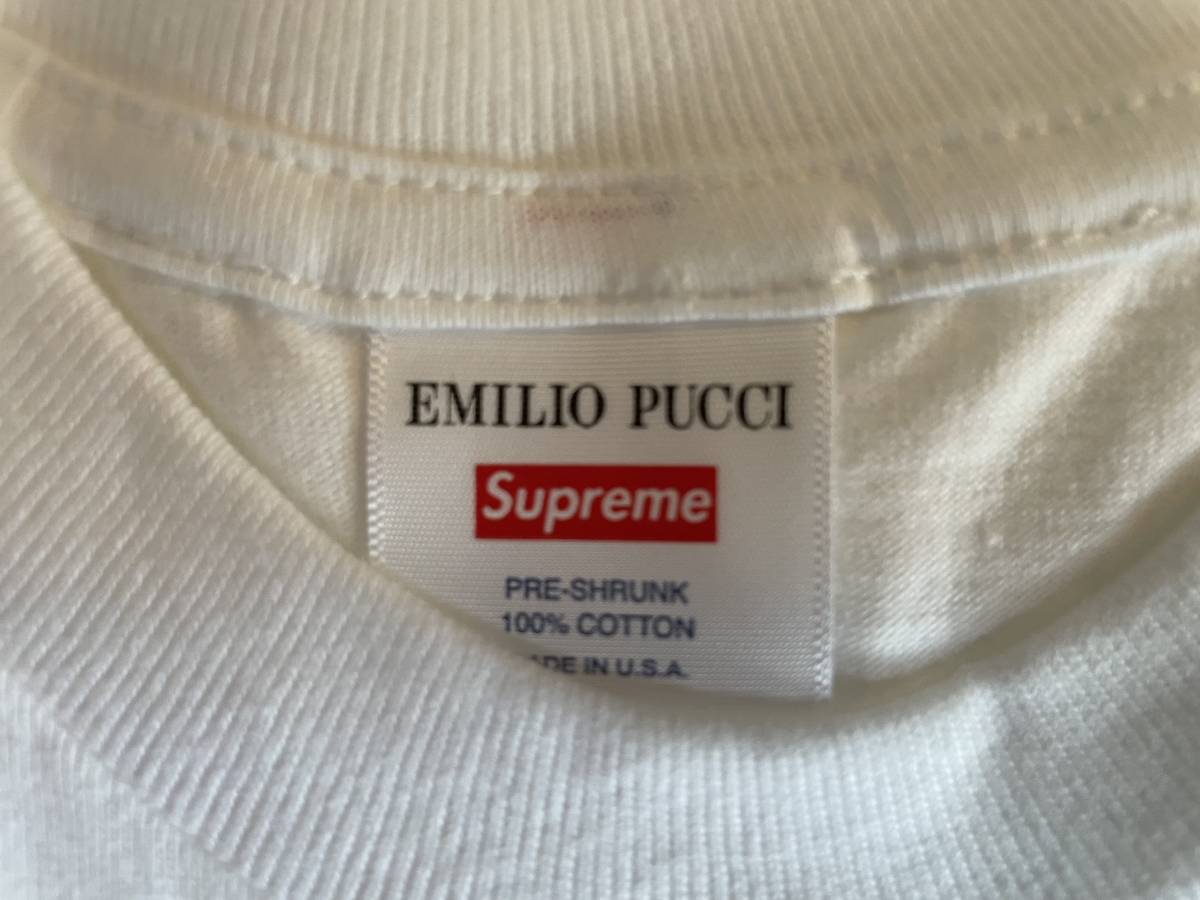 EMILIO PUCCI
Supreme
PRE-SHRUNK
100% COTTON
ADE IN U.S.A.